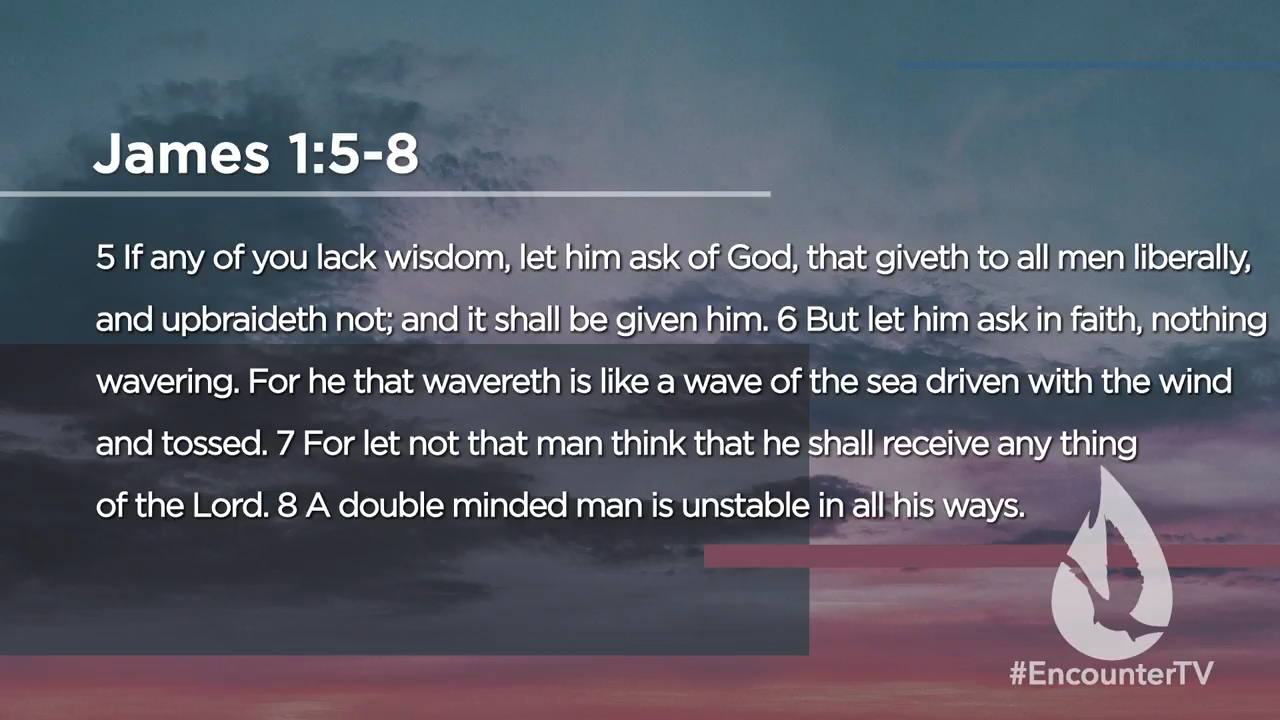 James 1:5-8
5 If any of you lack wisdom, let him ask of God, that giveth to all men liberally,
and upbraideth not; and it shall be given him. 6 But let him ask in faith, nothing
wavering. For he that wavereth is like a wave of the sea driven with the wind
and tossed. 7 For let not that man think that he shall receive any thing
of the Lord. 8 A double minded man is unstable in all his ways.
#EncounterTV